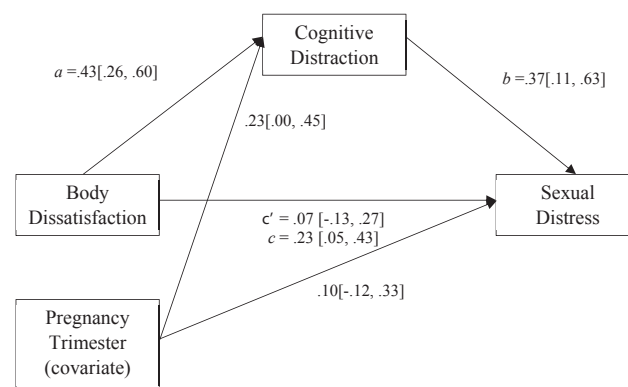 Cognitive
Distraction
a =.43[.26, .60]
b =.37[.11, .63]
.23[.00, .45]
Body
Dissatisfaction
Sexual
Distress
c' = .07 [-.13, .27]
c = .23 [.05, .43]
.10[-.12, .33]
Pregnancy
Trimester
(covariate)